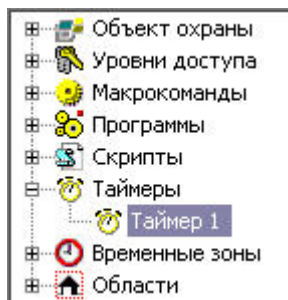 Объект охраны
Уровни доступа
Макрокоманды
Программы
Скрипты
Таймеры
Таймер 1
Временные зоны
Области